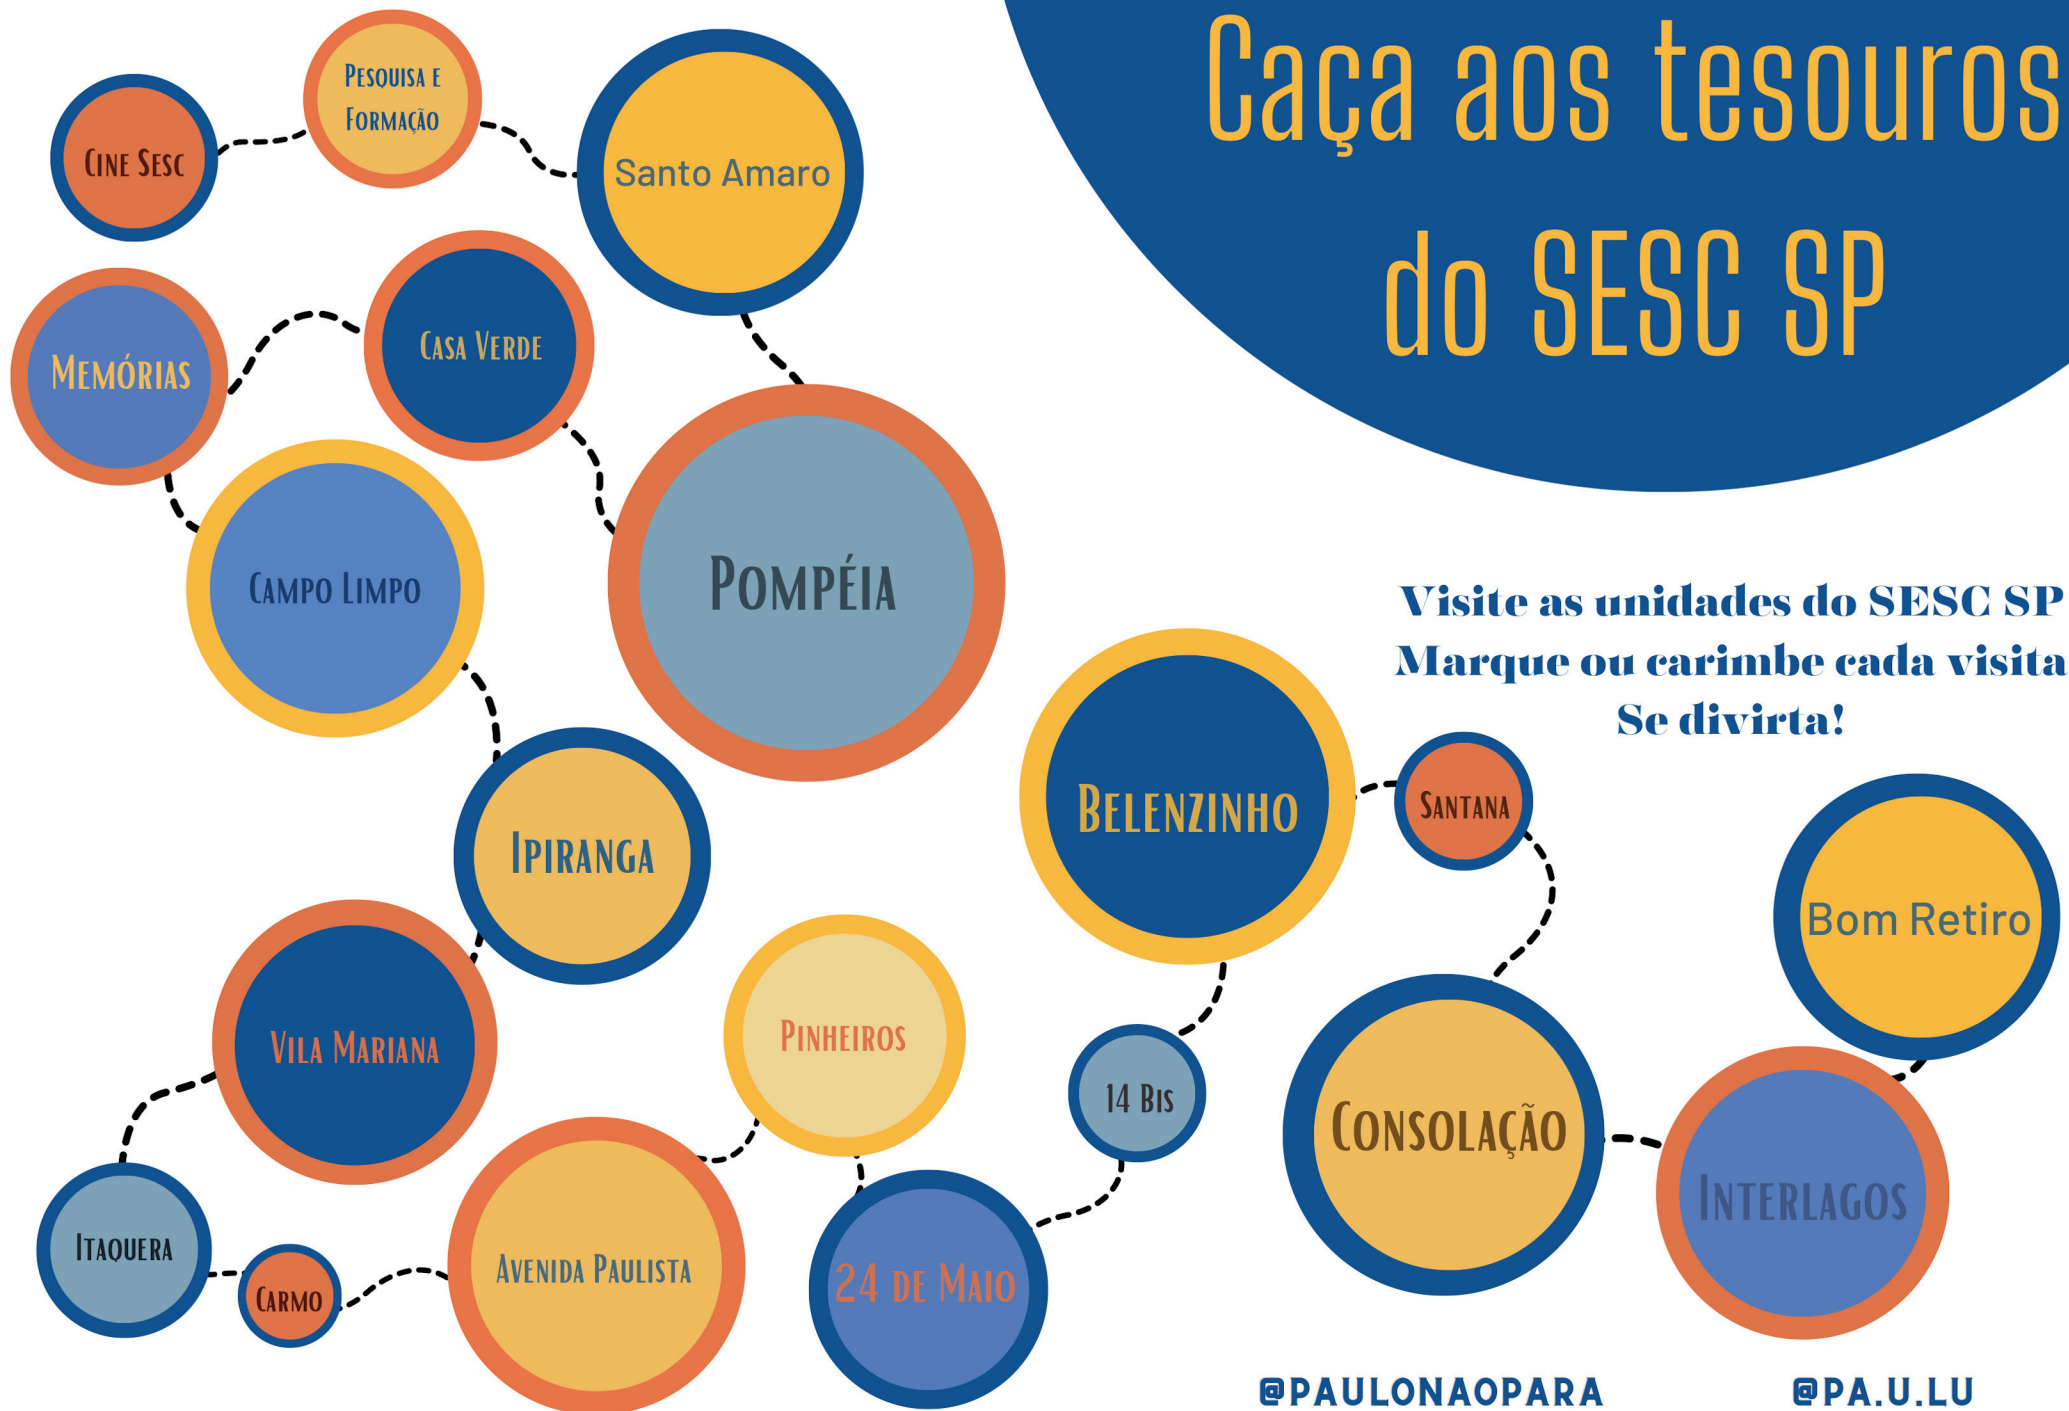 Caça aos tesouros
do SESC SP
Cine Sesc
Pesquisa e
Formação
Santo Amaro
Memórias
Casa Verde
Campo Limpo
Pompéia
Visite as unidades do SESC SP
Marque ou carimbe cada visita
Se divirta!
Ipiranga
Belenzinho
Santana
Bom Retiro
Vila Mariana
Pinheiros
14 Bis
Consolação
Interlagos
Itaquera
Carmo
Avenida Paulista
24 de Maio
@PAULONAOPARA
@PA.U.LU